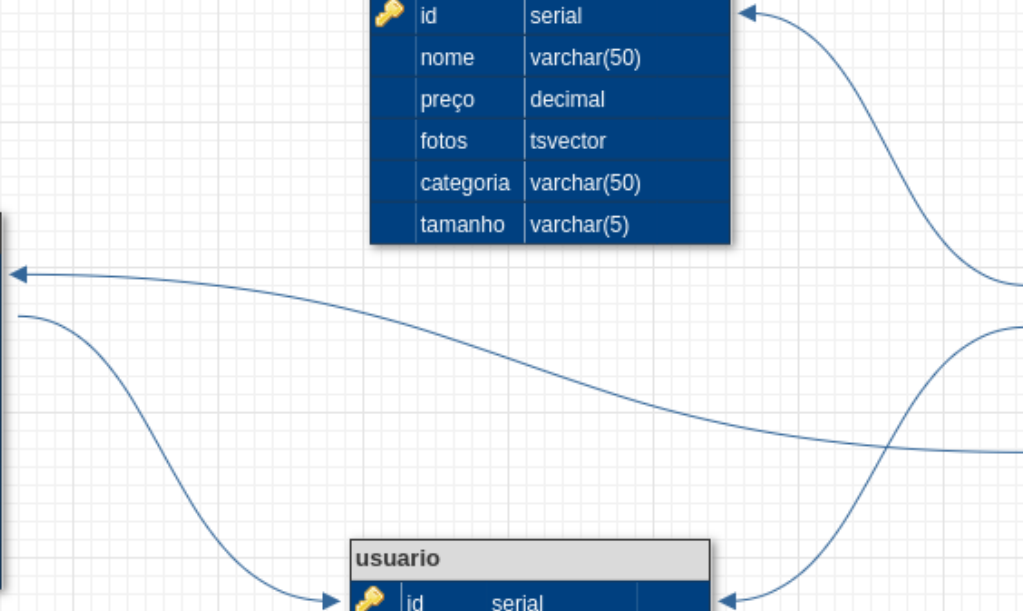 id serial
nome varchar(50)
preço decimal
fotos tsvector
categoria varchar(50)
tamanho varchar(5)
usuario
id serial